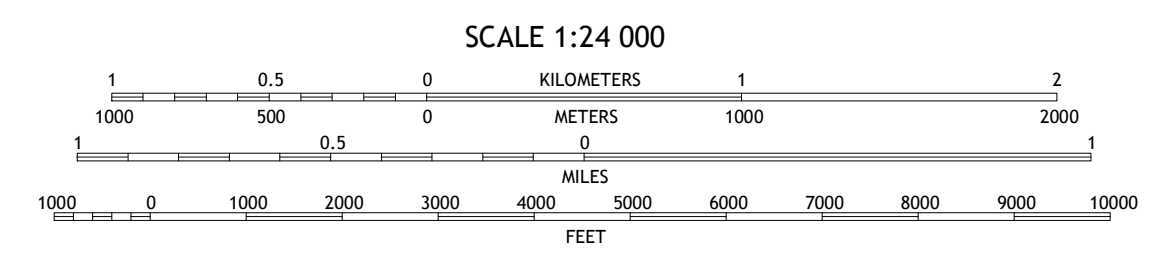 SCALE 1:24 000
1 0.5 0 KILOMETERS 1 2
1000 500 0 METERS 1000 2000
1 0.5 0 1
MILES
1000 0 1000 2000 3000 4000 5000 6000 7000 8000 9000 10000
FEET